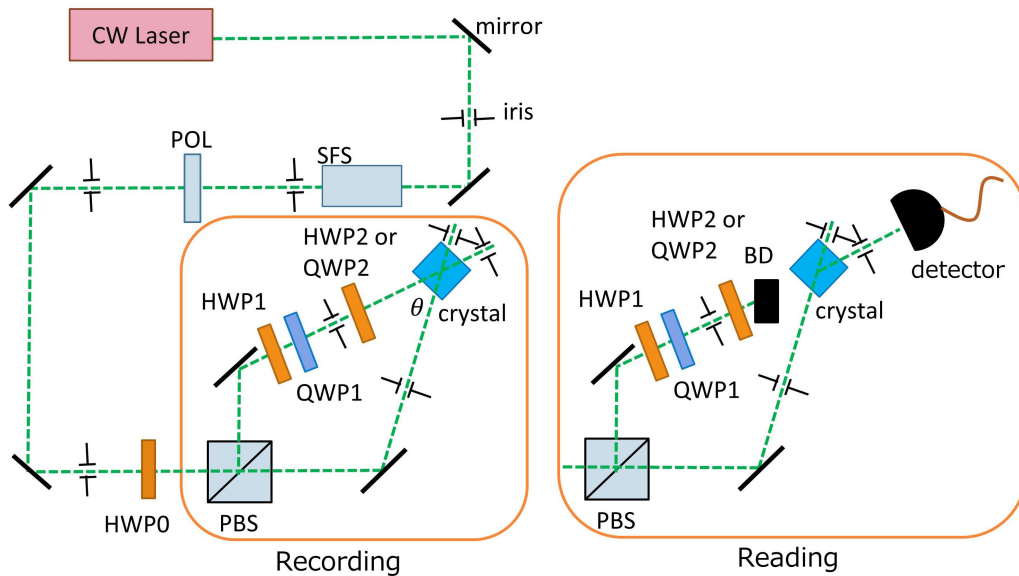 CW Laser
mirror
iris
POL
SFS
HWP2 or
QWP2
HWP1
θ
crystal
QWP1
HWP0
PBS
Recording
HWP2 or
QWP2
BD
detector
HWP1
crystal
QWP1
PBS
Reading